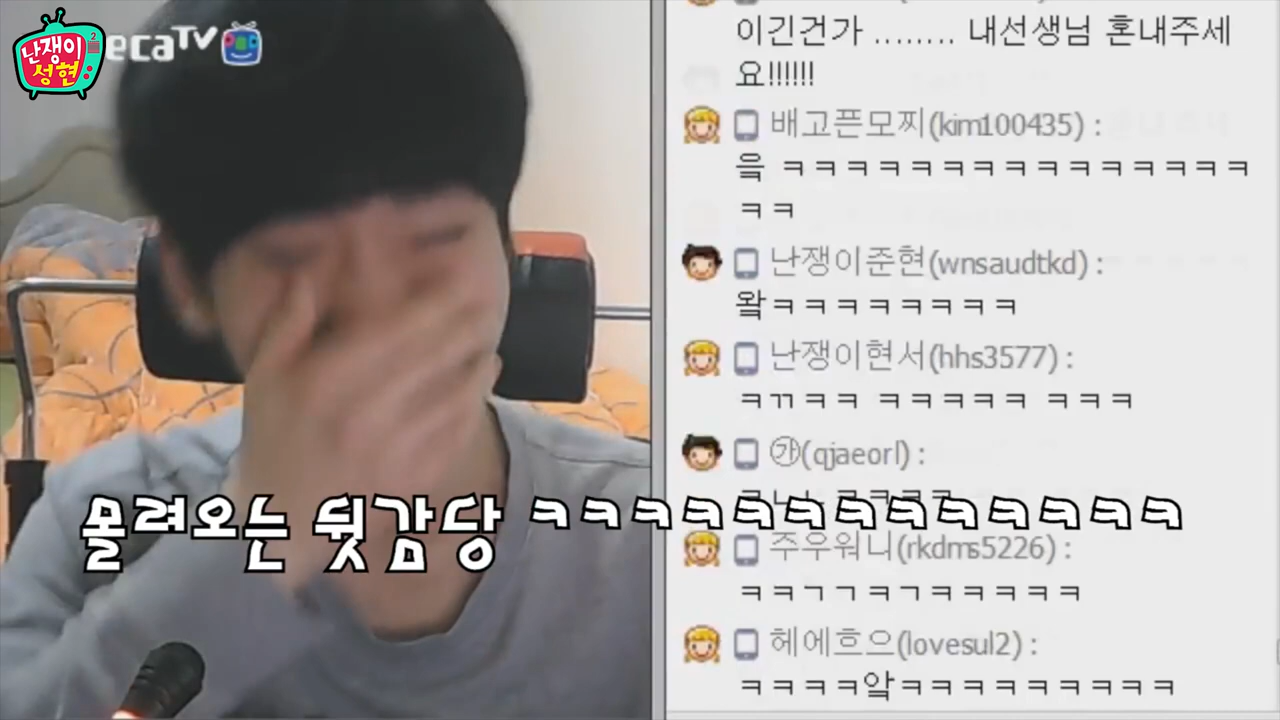 난쟁이
성현
2
ecaTV
이긴건가 ........ 내선생님 혼내주세
요!!!!!!
배고픈모찌(kim100435) :
읔 ㅋㅋㅋㅋㅋㅋㅋㅋㅋㅋㅋㅋㅋㅋㅋ
ㅋㅋ
난쟁이준현(wnsaudtkd) :
왘ㅋㅋㅋㅋㅋㅋㅋㅋ
난쟁이현서(hhs3577) :
ㅋㄲㅋㅋ ㅋㅋㅋㅋㅋ ㅋㅋㅋ
㉮(qjaeorl) :
몰려오는 뒷감당 ㅋㅋㅋㅋㅋㅋㅋㅋㅋㅋㅋㅋㅋ
주우워니(rkdms5226) :
ㅋㅋㄱㄱㅋㄱㅋㅋㅋㅋㅋ
헤에흐으(lovesul2) :
ㅋㅋㅋㅋ앜ㅋㅋㅋㅋㅋㅋㅋㅋㅋ